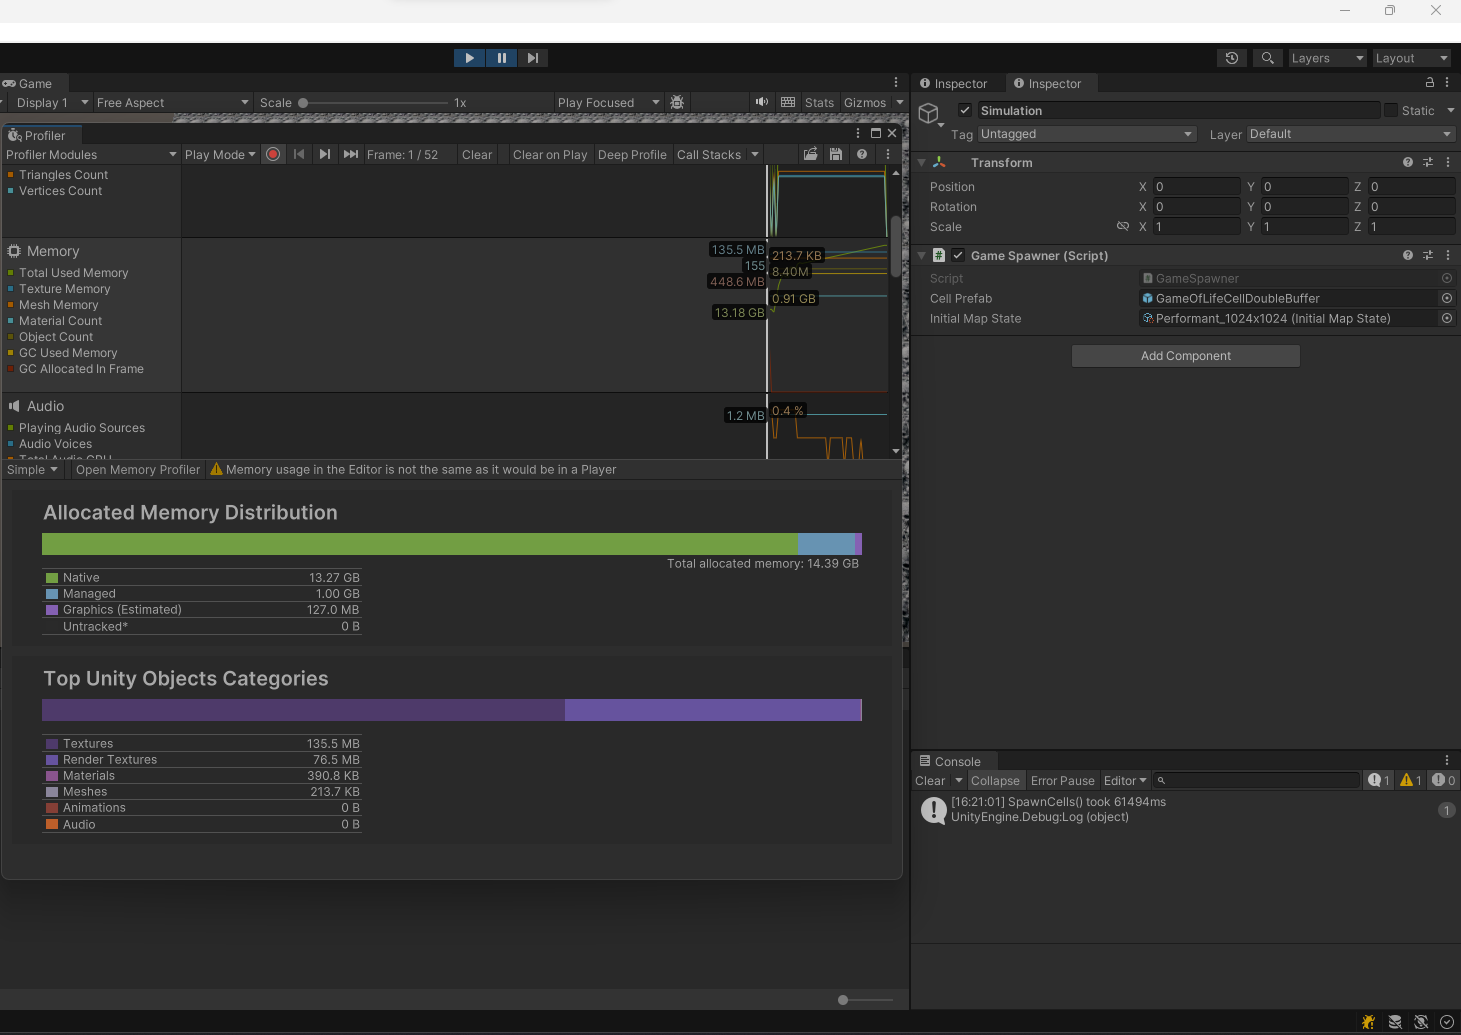 Layers
Layout
Game
Display 1
Free Aspect
Scale
1x
Play Focused
Stats
Gizmos
Profiler
Profiler Modules
Play Mode
Frame: 1 / 52
Clear
Clear on Play
Deep Profile
Call Stacks
Triangles Count
Vertices Count
Memory
Total Used Memory
Texture Memory
Mesh Memory
Material Count
Object Count
GC Used Memory
GC Allocated In Frame
135.5 MB
213.7 KB
155
8.40M
448.6 MB
0.91 GB
13.18 GB
Audio
Playing Audio Sources
Audio Voices
Total Audio CPU
1.2 MB
0.4 %
Simple
Open Memory Profiler
Memory usage in the Editor is not the same as it would be in a Player
Allocated Memory Distribution
Total allocated memory: 14.39 GB
Native 13.27 GB
Managed 1.00 GB
Graphics (Estimated) 127.0 MB
Untracked* 0 B
Top Unity Objects Categories
Textures 135.5 MB
Render Textures 76.5 MB
Materials 390.8 KB
Meshes 213.7 KB
Animations 0 B
Audio 0 B
Inspector
Inspector
Simulation
Static
Tag Untagged
Layer Default
Transform
Position X 0 Y 0 Z 0
Rotation X 0 Y 0 Z 0
Scale X 1 Y 1 Z 1
# Game Spawner (Script)
Script GameSpawner
Cell Prefab GameOfLifeCellDoubleBuffer
Initial Map State Performant_1024x1024 (Initial Map State)
Add Component
Console
Clear
Collapse
Error Pause
Editor
1
1
0
[16:21:01] SpawnCells() took 61494ms
UnityEngine.Debug:Log (object)
1